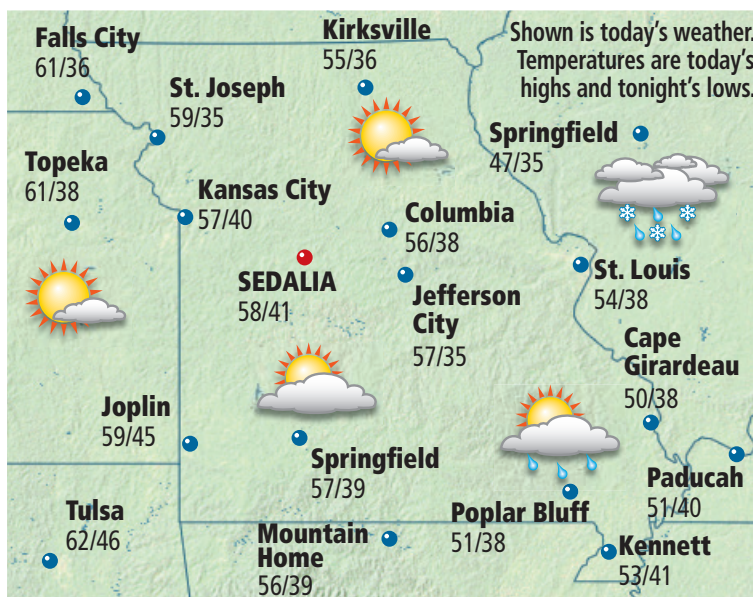 Falls City
61/36
Kirksville
55/36
Shown is today's weather.
Temperatures are today's
highs and tonight's lows.
St. Joseph
59/35
Springfield
47/35
Topeka
61/38
Kansas City
57/40
Columbia
56/38
SEDALIA
58/41
Jefferson
City
57/35
St. Louis
54/38
Cape
Girardeau
50/38
Joplin
59/45
Springfield
57/39
Poplar Bluff
51/38
Paducah
51/40
Tulsa
62/46
Mountain
Home
56/39
Kennett
53/41